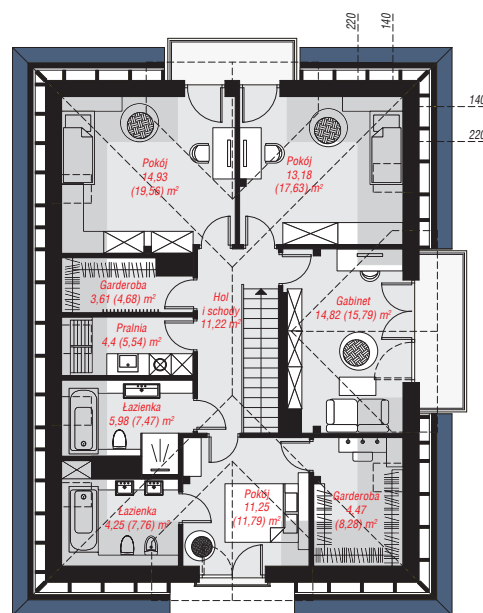 220
140
140
220
Pokój
14,93
(19,56) m²
Pokój
13,18
(17,63) m²
Garderoba
3,61 (4,68) m²
Hol
i schody
11,22 m²
Gabinet
14,82 (15,79) m²
Pralnia
4,4 (5,54) m²
Łazienka
5,98 (7,47) m²
Pokój
11,25
(11,79) m²
Garderoba
4,47
(8,28) m²
Łazienka
4,25 (7,76) m²